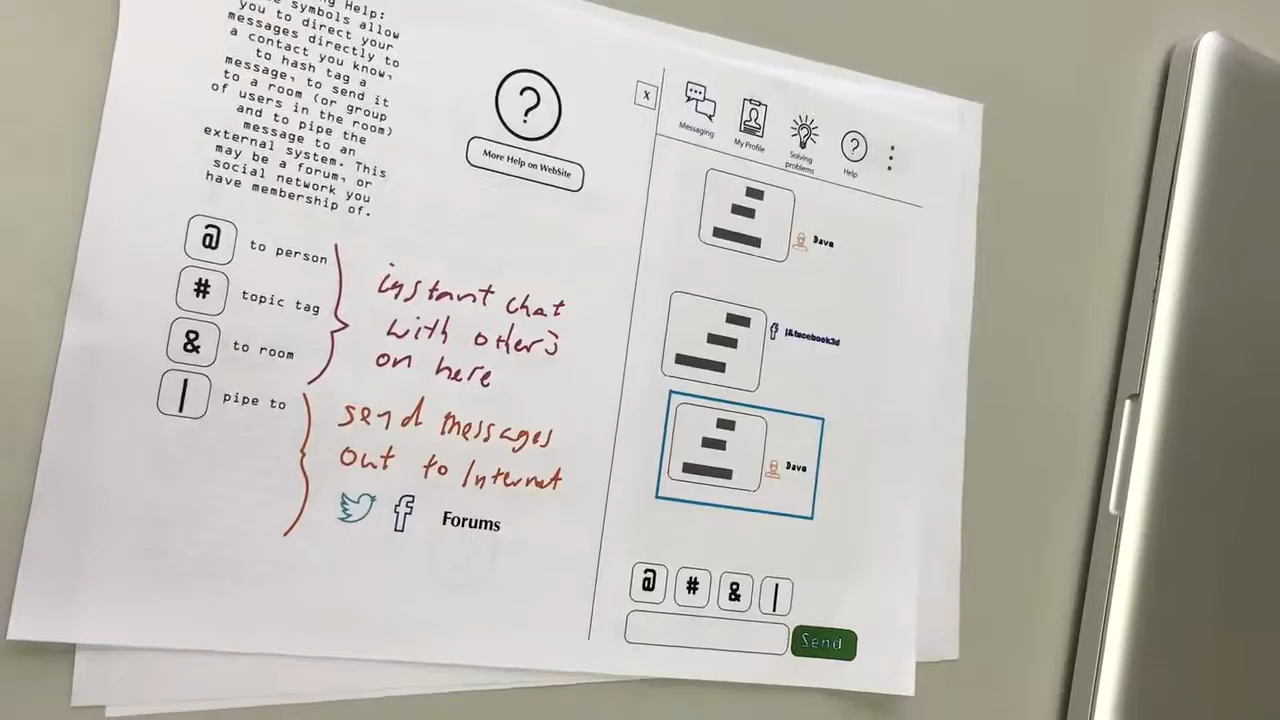 Help:
symbols allow
you to direct your
messages directly to
a contact you know,
to hash tag a
message, to send it
to a room (or group
of users in the room)
and to pipe the
message to an
external system. This
may be a forum, or
social network you
have membership of.
@ to person
# topic tag
& to room
| pipe to
instant chat
with other's
on here
send messages
out to Internet
Forums
?
More Help on WebSite
X
Messaging
My Profile
Solving
problems
?
Help
Dave
|&facebook3d
Dave
@ # & |
Send